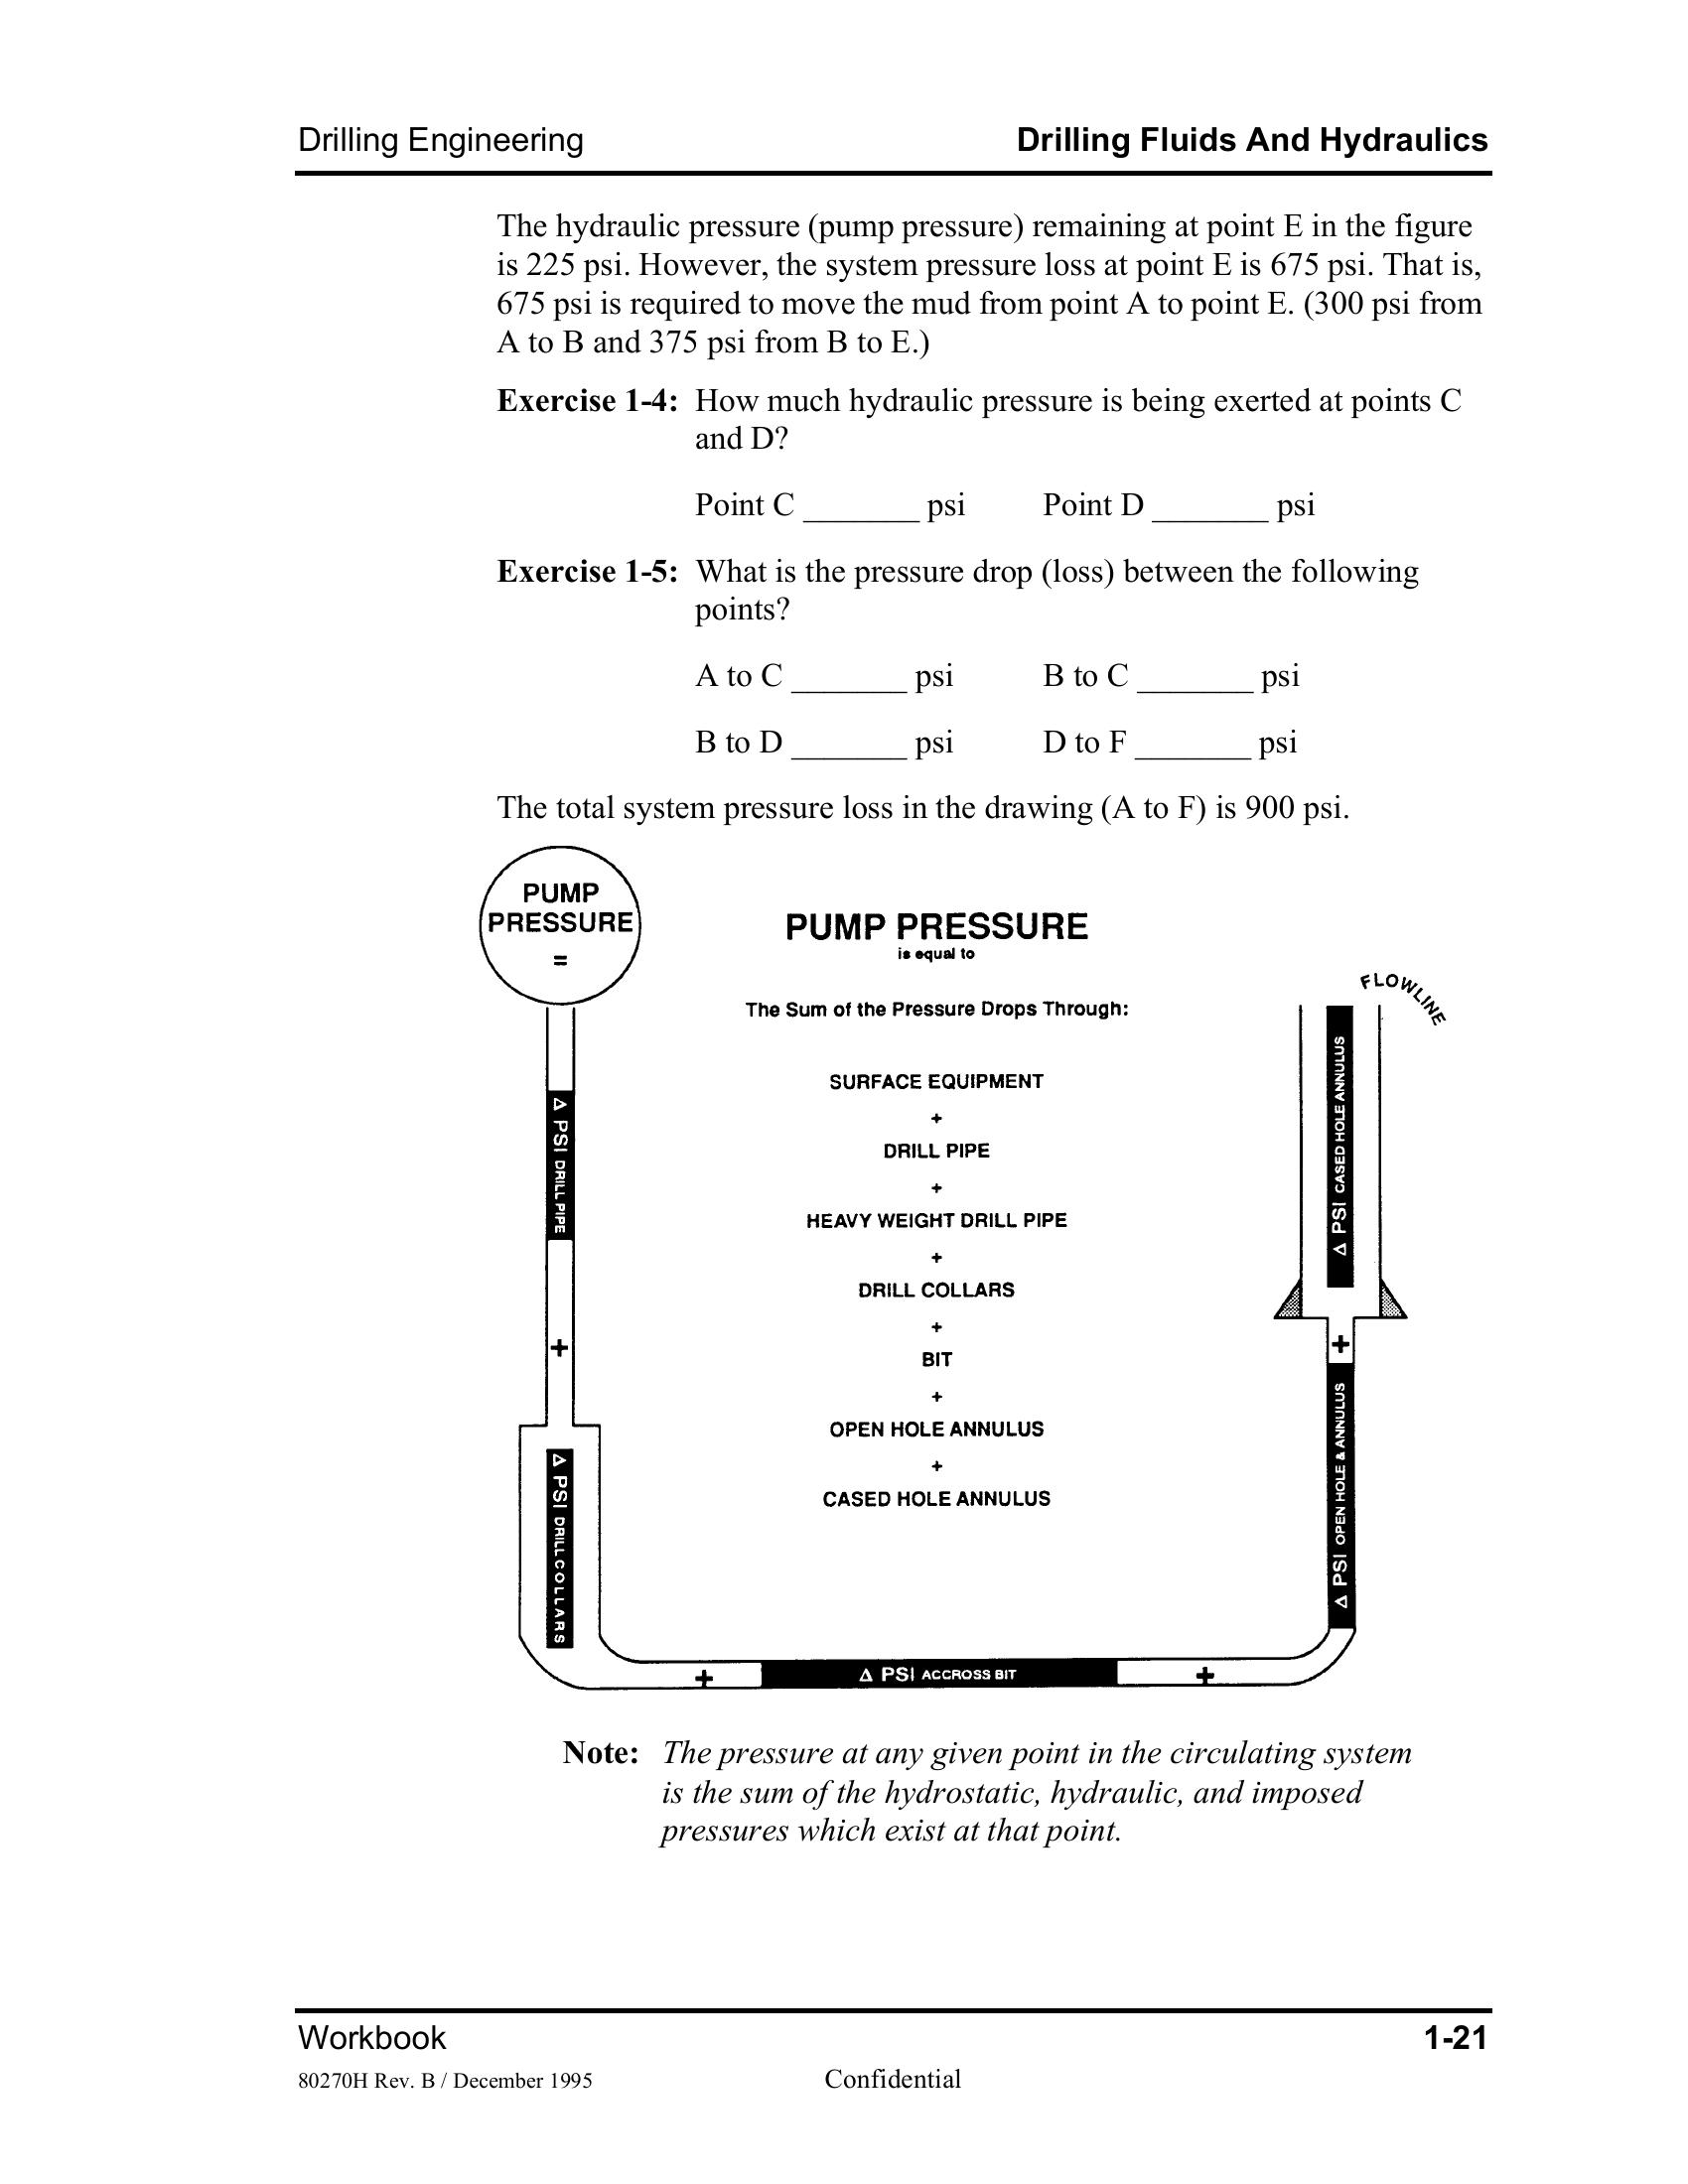 Drilling Engineering Drilling Fluids And Hydraulics
The hydraulic pressure (pump pressure) remaining at point E in the figure
is 225 psi. However, the system pressure loss at point E is 675 psi. That is,
675 psi is required to move the mud from point A to point E. (300 psi from
A to B and 375 psi from B to E.)
Exercise 1-4: How much hydraulic pressure is being exerted at points C
and D?
Point C _______ psi Point D _______ psi
Exercise 1-5: What is the pressure drop (loss) between the following
points?
A to C _______ psi B to C _______ psi
B to D _______ psi D to F _______ psi
The total system pressure loss in the drawing (A to F) is 900 psi.
PUMP
PRESSURE
=
PUMP PRESSURE
is equal to
The Sum of the Pressure Drops Through:
SURFACE EQUIPMENT
+
DRILL PIPE
+
HEAVY WEIGHT DRILL PIPE
+
DRILL COLLARS
+
BIT
+
OPEN HOLE ANNULUS
+
CASED HOLE ANNULUS
Δ PSI DRILL PIPE
+
Δ PSI DRILL COLLARS
+
Δ PSI ACCROSS BIT
+
Δ PSI OPEN HOLE & ANNULUS
+
Δ PSI CASED HOLE ANNULUS
FLOWLINE
Note: The pressure at any given point in the circulating system
is the sum of the hydrostatic, hydraulic, and imposed
pressures which exist at that point.
Workbook 1-21
80270H Rev. B / December 1995 Confidential